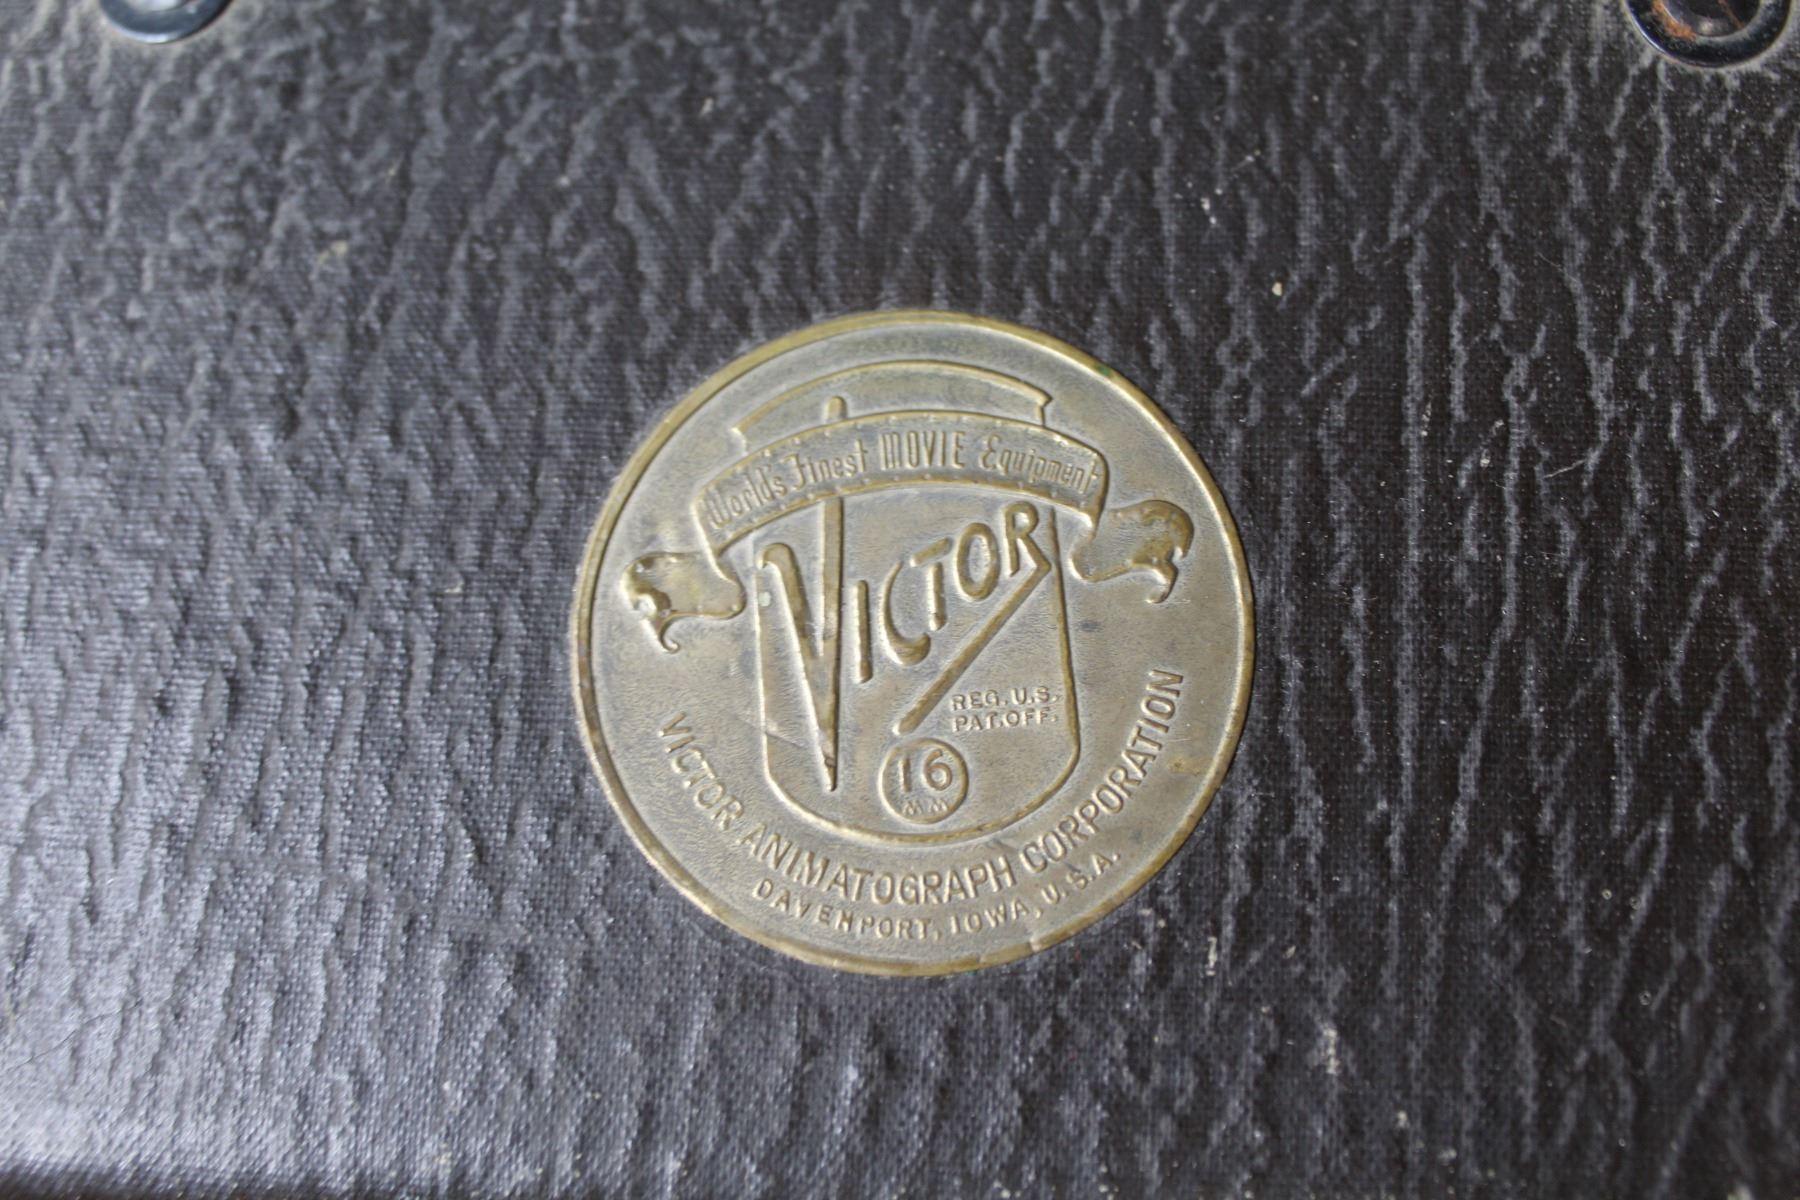 World's Finest MOVIE Equipment
VICTOR
REG. U.S.
PAT. OFF.
16
MM
VICTOR ANIMATOGRAPH CORPORATION
DAVENPORT, IOWA, U.S.A.